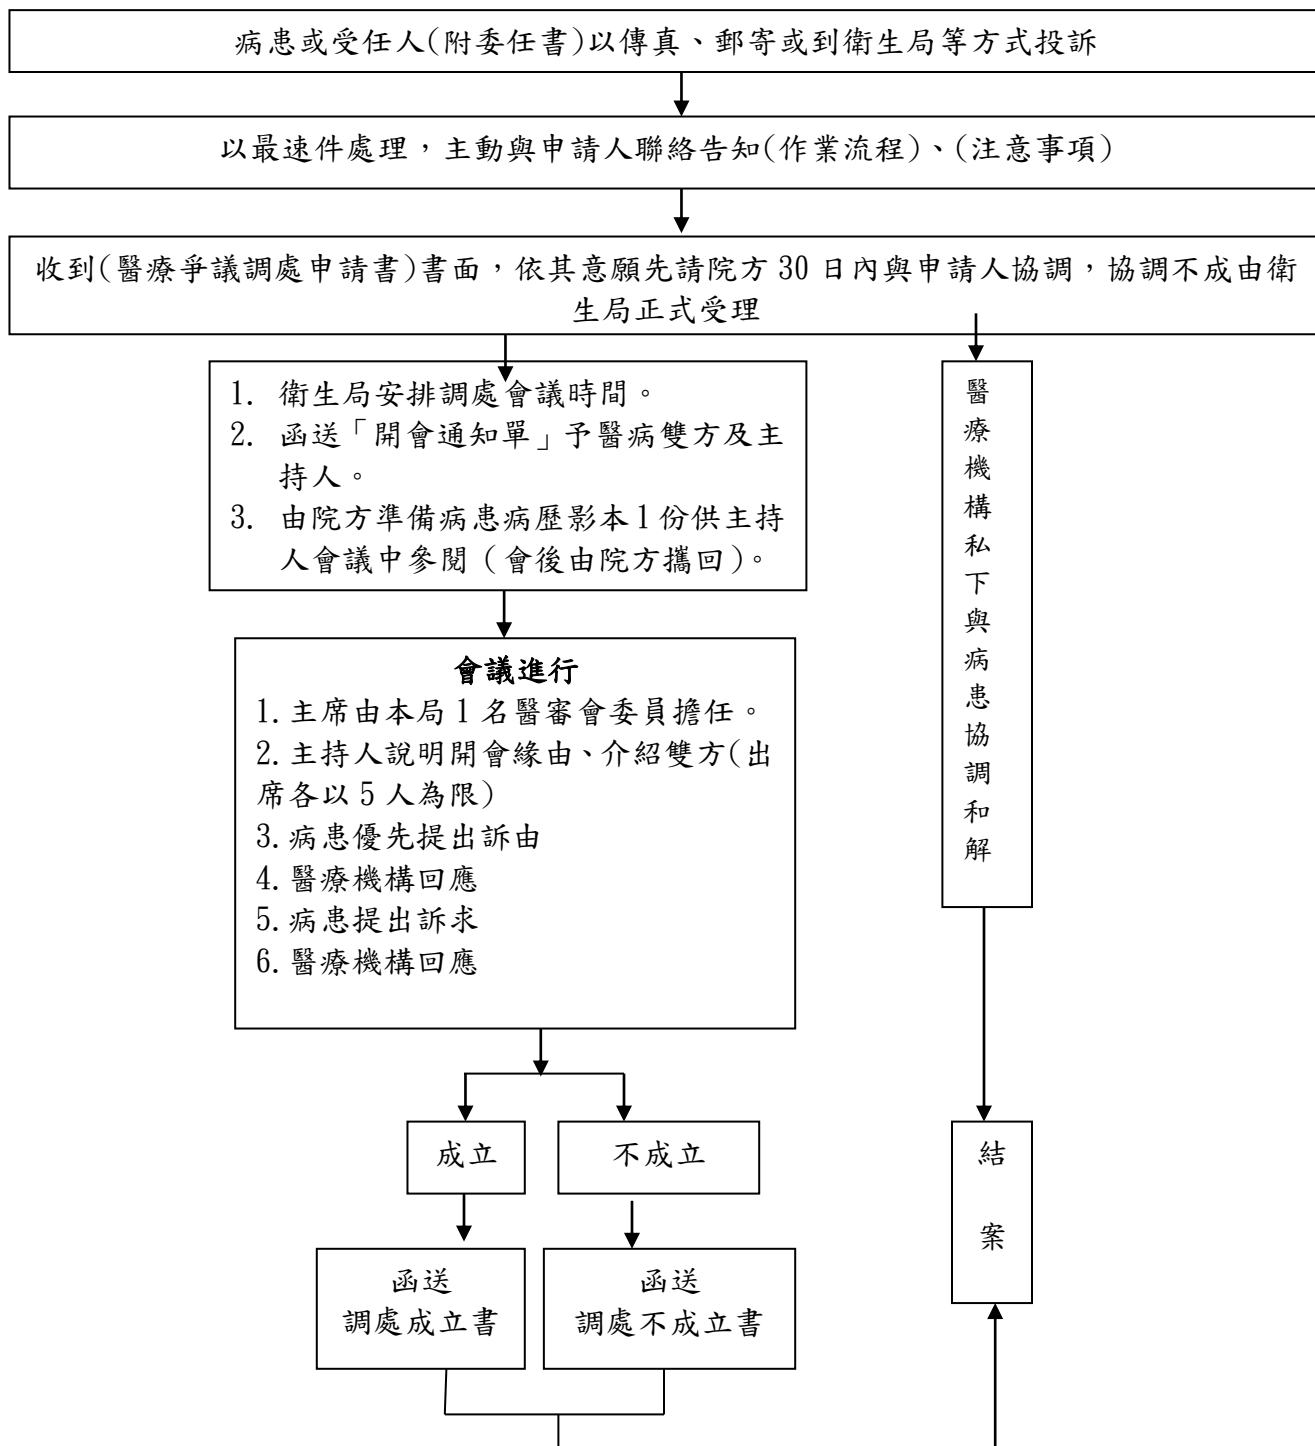 病患或受任人(附委任書)以傳真、郵寄或到衛生局等方式投訴
以最速件處理，主動與申請人聯絡告知(作業流程)、(注意事項)
收到(醫療爭議調處申請書)書面，依其意願先請院方 30 日內與申請人協調，協調不成由衛
生局正式受理
1. 衛生局安排調處會議時間。
2. 函送「開會通知單」予醫病雙方及主
持人。
3. 由院方準備病患病歷影本 1 份供主持
人會議中參閱（會後由院方攜回）。
醫療機構私下與病患協調和解
會議進行
1.主席由本局 1 名醫審會委員擔任。
2.主持人說明開會緣由、介紹雙方(出
席各以 5 人為限)
3.病患優先提出訴由
4.醫療機構回應
5.病患提出訴求
6.醫療機構回應
成立
不成立
結案
函送
調處成立書
函送
調處不成立書